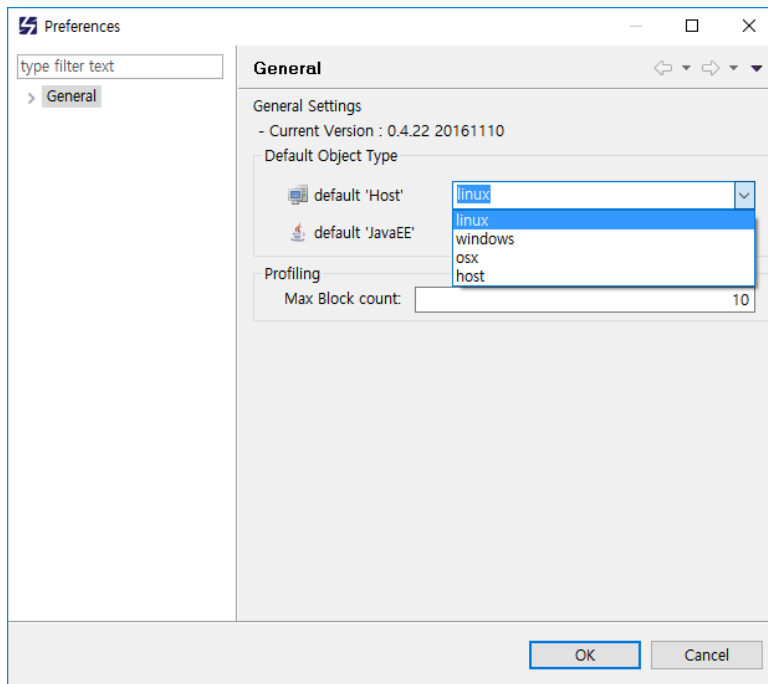 Preferences
type filter text
General
General
General Settings
- Current Version : 0.4.22 20161110
Default Object Type
default 'Host'
linux
linux
windows
osx
host
default 'JavaEE'
Profiling
Max Block count:
10
OK
Cancel